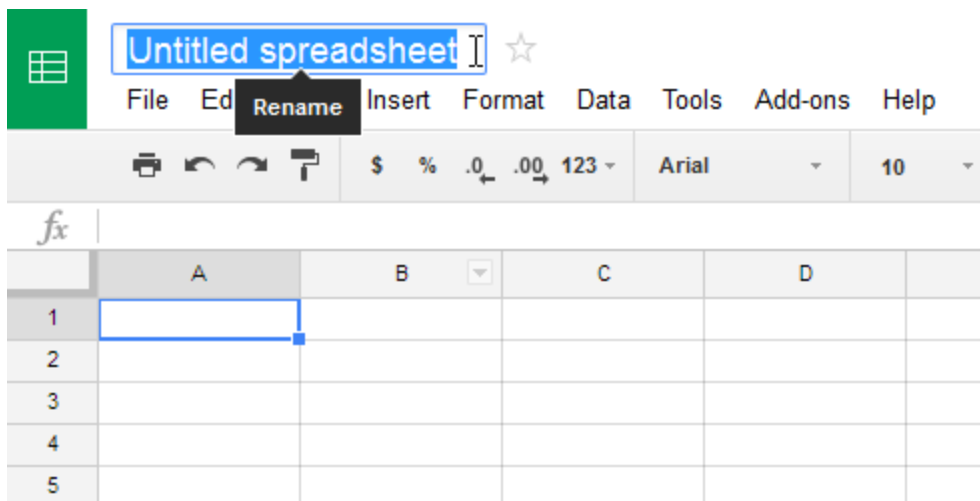 Untitled spreadsheet
File Ed Insert Format Data Tools Add-ons Help
Rename
$ % .0 .00 123 Arial 10
fx
A B C D
1
2
3
4
5